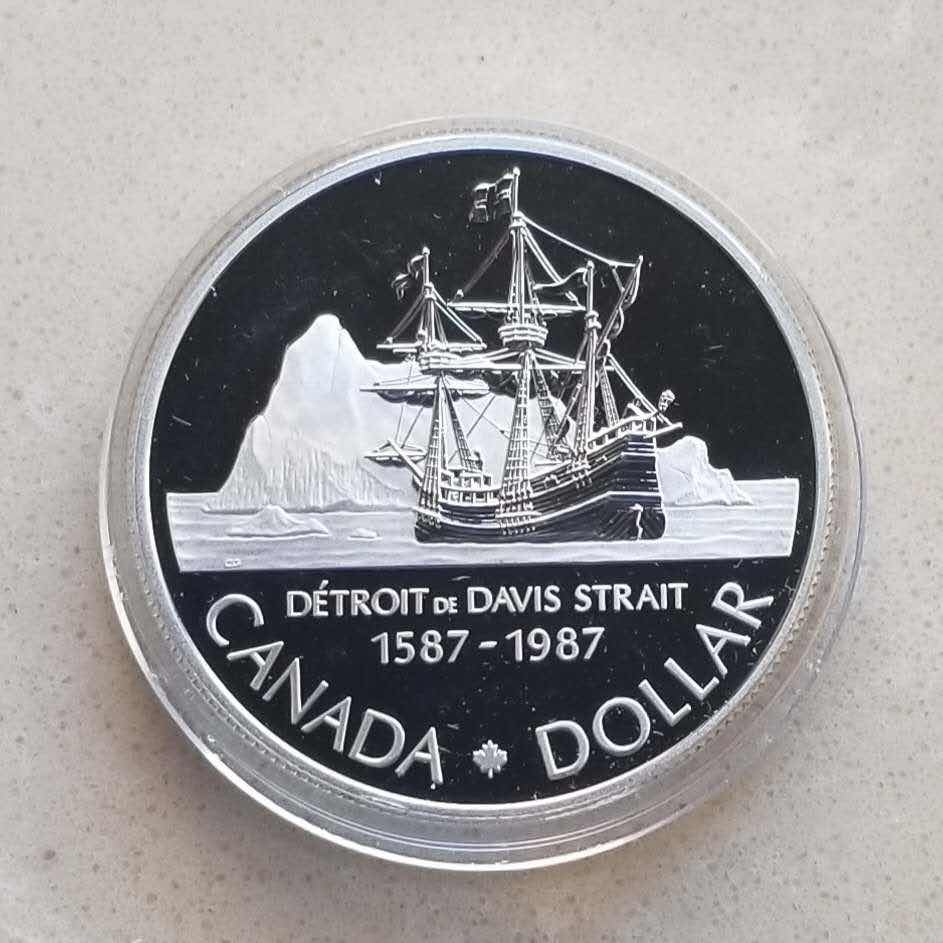 DÉTROIT DE DAVIS STRAIT
1587-1987
CANADA DOLLAR